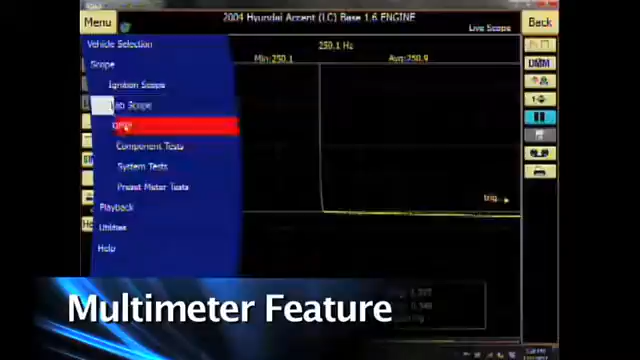 2004 Hyundai Accent (LC) Base 1.6 ENGINE
Menu
Back
Live Scope
Vehicle Selection
250.1 Hz
Min:250.1
Avg:250.9
Scope
DMM
Ignition Scope
Lab Scope
Component Tests
System Tests
Preset Meter Tests
trig
Playback
Utilities
Help
Multimeter Feature